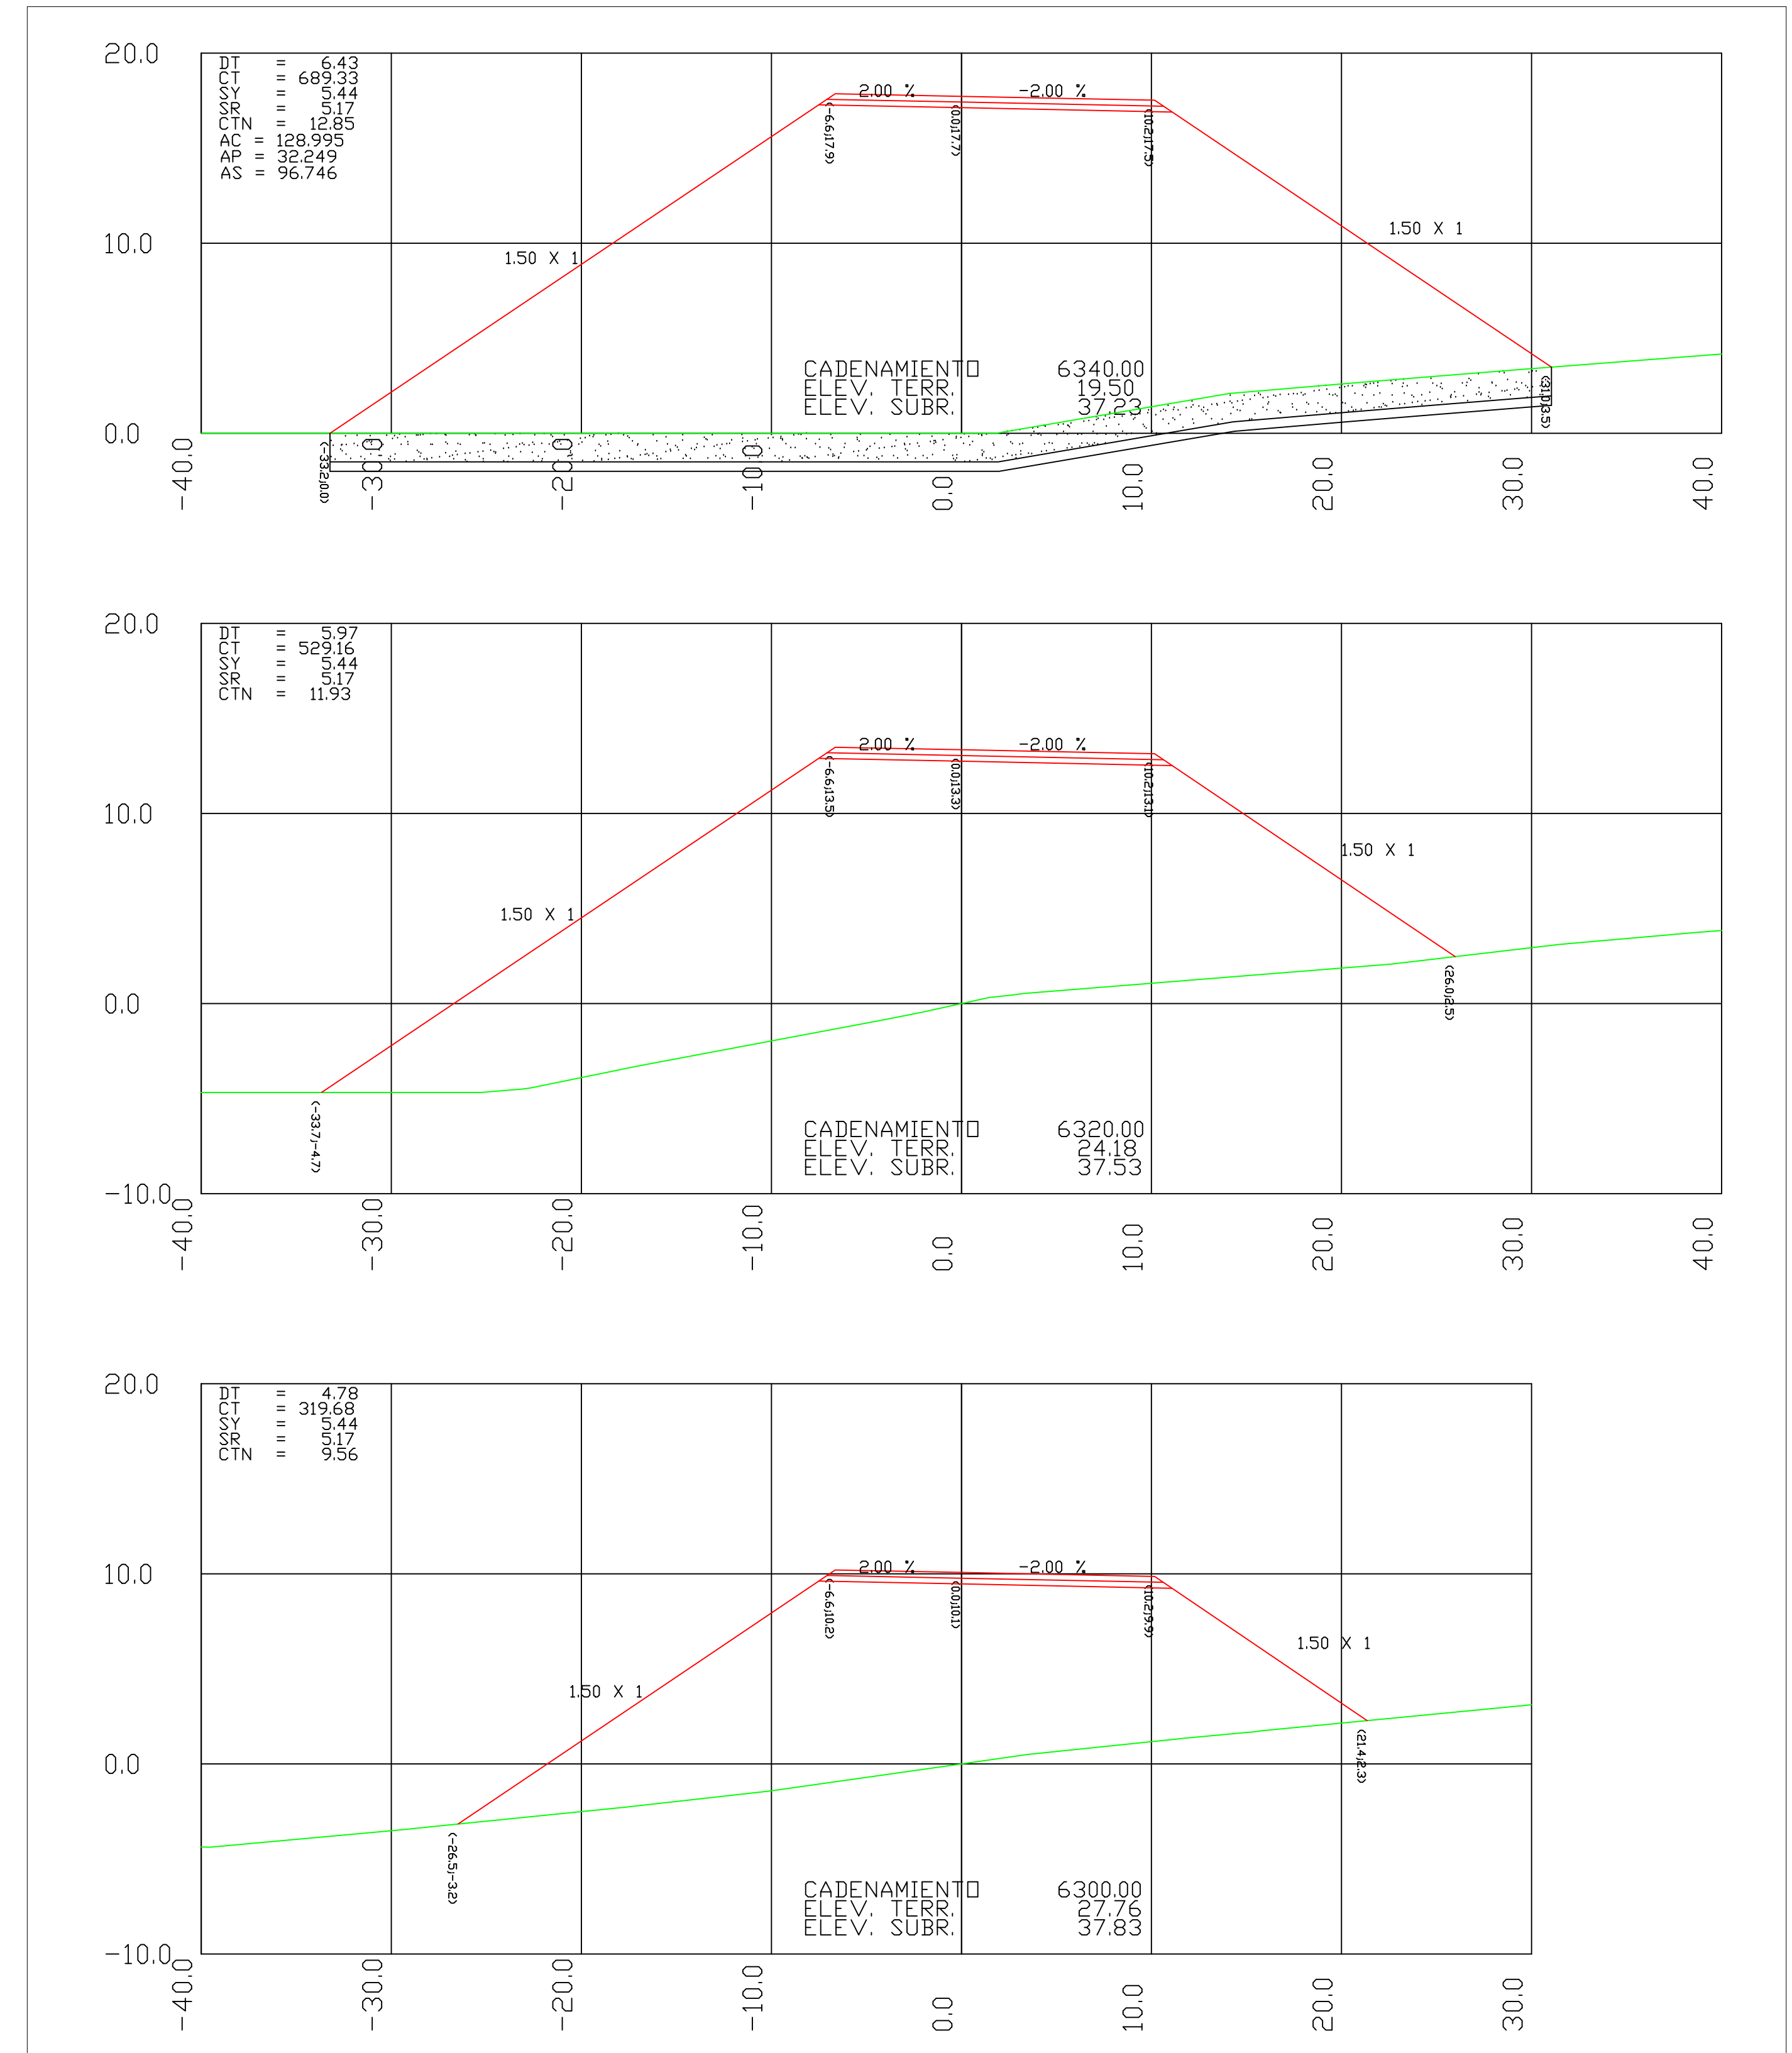 20.0
DT = 6.43
CT = 689.33
SY = 5.44
SR = 5.17
CTN = 12.85
AC = 128.995
AP = 32.249
AS = 96.746
2.00 %
-2.00 %
(-6.6,17.9)
(0.0,17.7)
(10.2,17.5)
10.0
1.50 X 1
1.50 X 1
CADENAMIENTO 6340.00
ELEV. TERR. 19.50
ELEV. SUBR. 37.23
0.0
(-33.2,0.0)
(31.0,3.5)
-40.0
-30.0
-20.0
-10.0
0.0
10.0
20.0
30.0
40.0
20.0
DT = 5.97
CT = 529.16
SY = 5.44
SR = 5.17
CTN = 11.93
2.00 %
-2.00 %
(-6.6,13.5)
(0.0,13.3)
(10.2,13.1)
10.0
1.50 X 1
1.50 X 1
0.0
(26.0,2.5)
(-33.7,-4.7)
CADENAMIENTO 6320.00
ELEV. TERR. 24.18
ELEV. SUBR. 37.53
-10.0
-40.0
-30.0
-20.0
-10.0
0.0
10.0
20.0
30.0
40.0
20.0
DT = 4.78
CT = 319.68
SY = 5.44
SR = 5.17
CTN = 9.56
10.0
2.00 %
-2.00 %
(-6.6,10.2)
(0.0,10.1)
(10.2,9.9)
1.50 X 1
1.50 X 1
0.0
(21.4,2.3)
(-26.5,-3.2)
CADENAMIENTO 6300.00
ELEV. TERR. 27.76
ELEV. SUBR. 37.83
-10.0
-40.0
-30.0
-20.0
-10.0
0.0
10.0
20.0
30.0